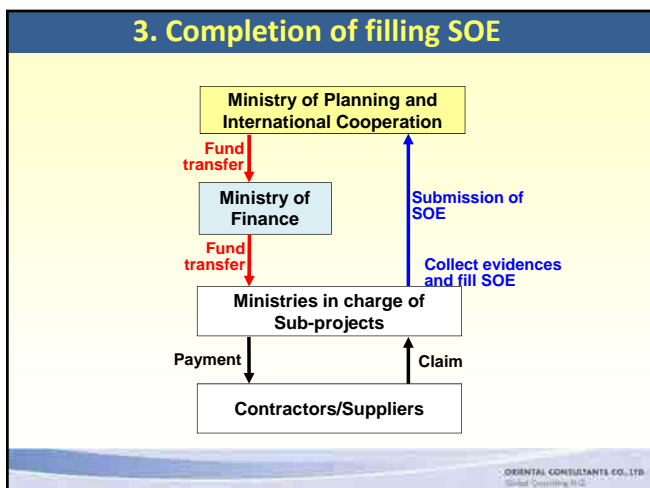 3. Completion of filling SOE
Ministry of Planning and
International Cooperation
Fund
transfer
Ministry of
Finance
Submission of
SOE
Fund
transfer
Collect evidences
and fill SOE
Ministries in charge of
Sub-projects
Payment
Claim
Contractors/Suppliers
ORIENTAL CONSULTANTS CO., LTD
Global Consulting H.Q.